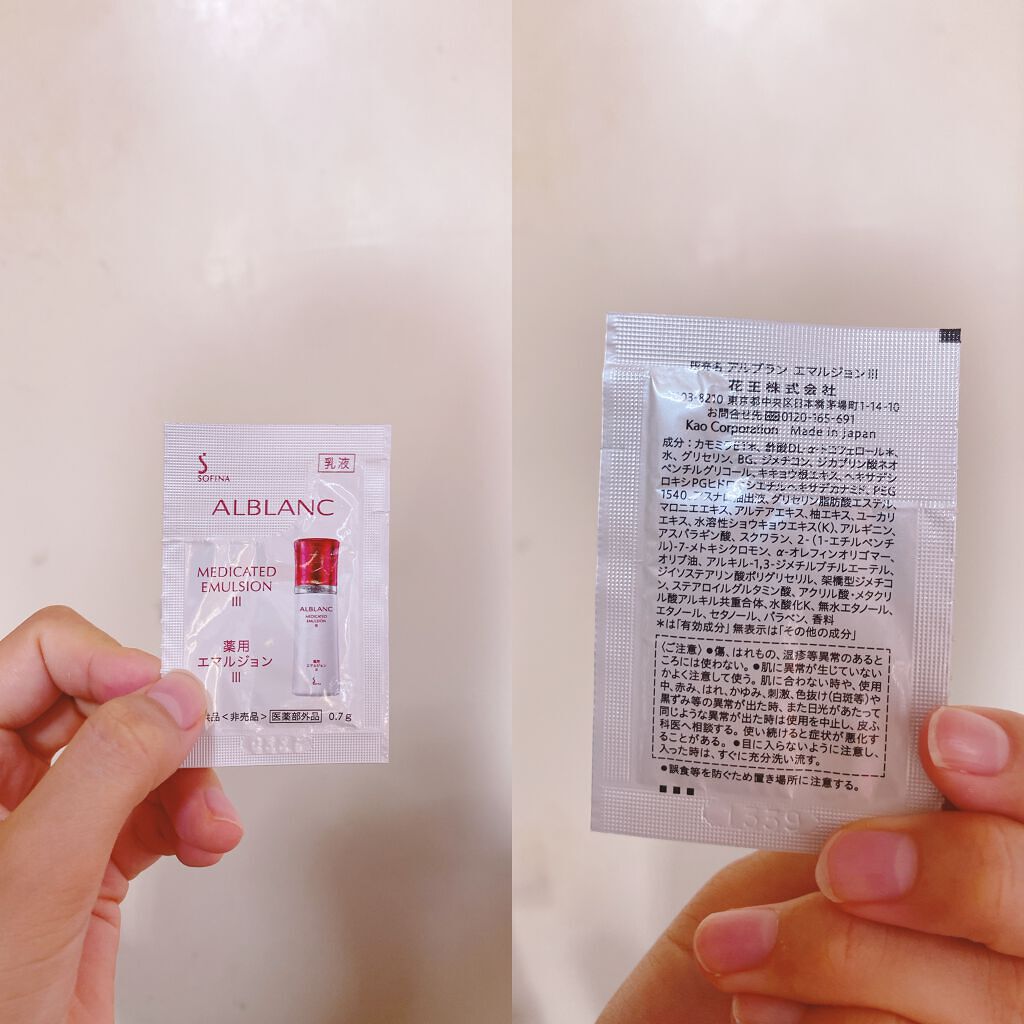 SOFINA
乳液
ALBLANC
MEDICATED
EMULSION
III
薬用
エマルジョン
III
ALBLANC
MEDICATED
EMULSION
III
薬用
エマルジョン
III
品<非売品> 医薬部外品 0.7g
販売名 アルブラン エマルジョンIII
花王株式会社
03-8210 東京都中央区日本橋茅場町1-14-10
お問合せ先 0120-165-691
Kao Corporation Made in japan
成分:カモミラET*、酢酸DL-α-トコフェロール*、
水、グリセリン、BG、ジメチコン、ジカプリン酸ネオ
ペンチルグリコール、キキョウ根エキス、ヘキサデシ
ロキシPGヒドロキシエチルヘキサデカナミド、PEG
1540、アスナロ抽出液、グリセリン脂肪酸エステル、
マロニエエキス、アルテアエキス、柚エキス、ユーカリ
エキス、水溶性ショウキョウエキス(K)、アルギニン、
アスパラギン酸、スクワラン、2-(1-エチルペンチ
ル)-7-メトキシクロモン、α-オレフィンオリゴマー、
オリブ油、アルキル-1,3-ジメチルブチルエーテル、
ジイソステアリン酸ポリグリセリル、架橋型ジメチコ
ン、ステアロイルグルタミン酸、アクリル酸・メタクリ
ル酸アルキル共重合体、水酸化K、無水エタノール、
エタノール、セタノール、パラベン、香料
*は「有効成分」無表示は「その他の成分」
〈ご注意〉●傷、はれもの、湿疹等異常のあると
ころには使わない。●肌に異常が生じていない
かよく注意して使う。肌に合わない時や、使用
中、赤み、はれ、かゆみ、刺激、色抜け(白斑等)や
黒ずみ等の異常が出た時、また日光があたって
同じような異常が出た時は使用を中止し、皮ふ
科医へ相談する。使い続けると症状が悪化す
ることがある。●目に入らないように注意し、
入った時は、すぐに充分洗い流す。
●誤食等を防ぐため置き場所に注意する。
1339